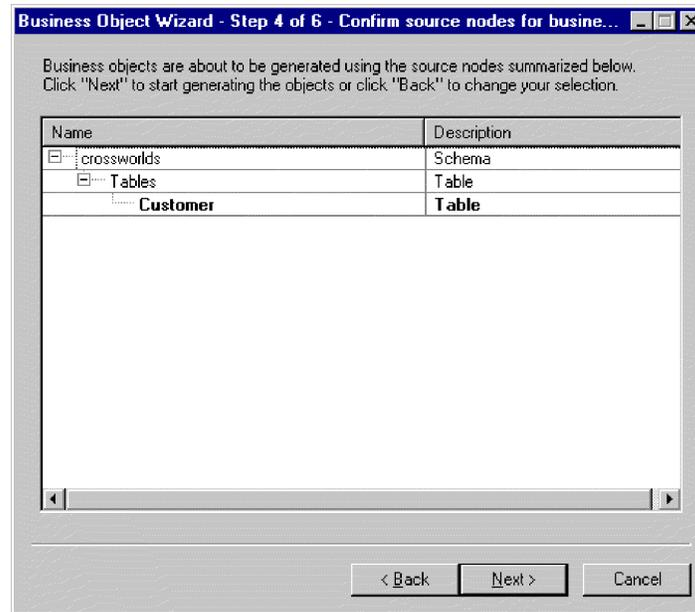 Business Object Wizard - Step 4 of 6 - Confirm source nodes for busine...
Business objects are about to be generated using the source nodes summarized below.
Click "Next" to start generating the objects or click "Back" to change your selection.
Name Description
crossworlds Schema
Tables Table
Customer Table
< Back Next > Cancel